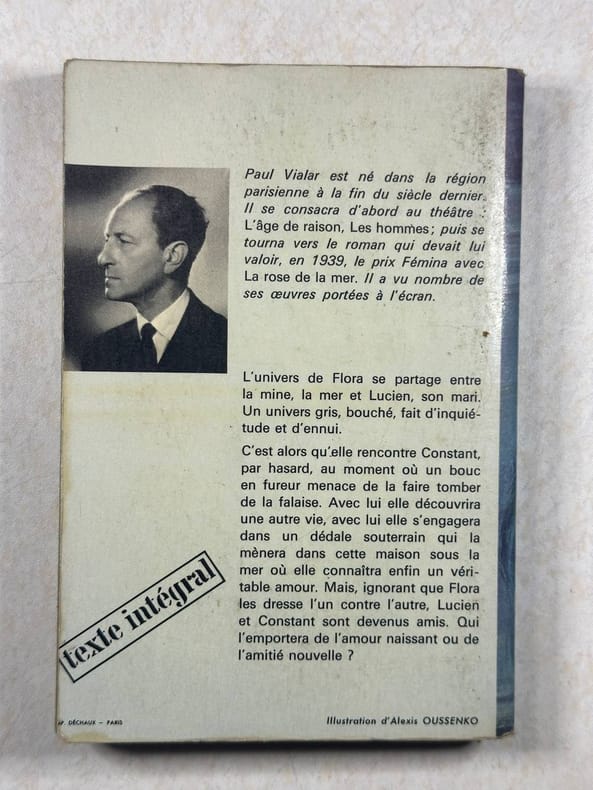 Paul Vialar est né dans la région
parisienne à la fin du siècle dernier.
Il se consacra d'abord au théâtre :
L'âge de raison, Les hommes; puis se
tourna vers le roman qui devait lui
valoir, en 1939, le prix Fémina avec
La rose de la mer. Il a vu nombre de
ses œuvres portées à l'écran.
L'univers de Flora se partage entre
la mine, la mer et Lucien, son mari.
Un univers gris, bouché, fait d'inquié-
tude et d'ennui.
C'est alors qu'elle rencontre Constant,
par hasard, au moment où un bouc
en fureur menace de la faire tomber
de la falaise. Avec lui elle découvrira
une autre vie, avec lui elle s'engagera
dans un dédale souterrain qui la
mènera dans cette maison sous la
mer où elle connaîtra enfin un véri-
table amour. Mais, ignorant que Flora
les dresse l'un contre l'autre, Lucien
et Constant sont devenus amis. Qui
l'emportera de l'amour naissant ou de
l'amitié nouvelle ?
texte intégral
DÉCHAUX – PARIS
Illustration d'Alexis OUSSENKO